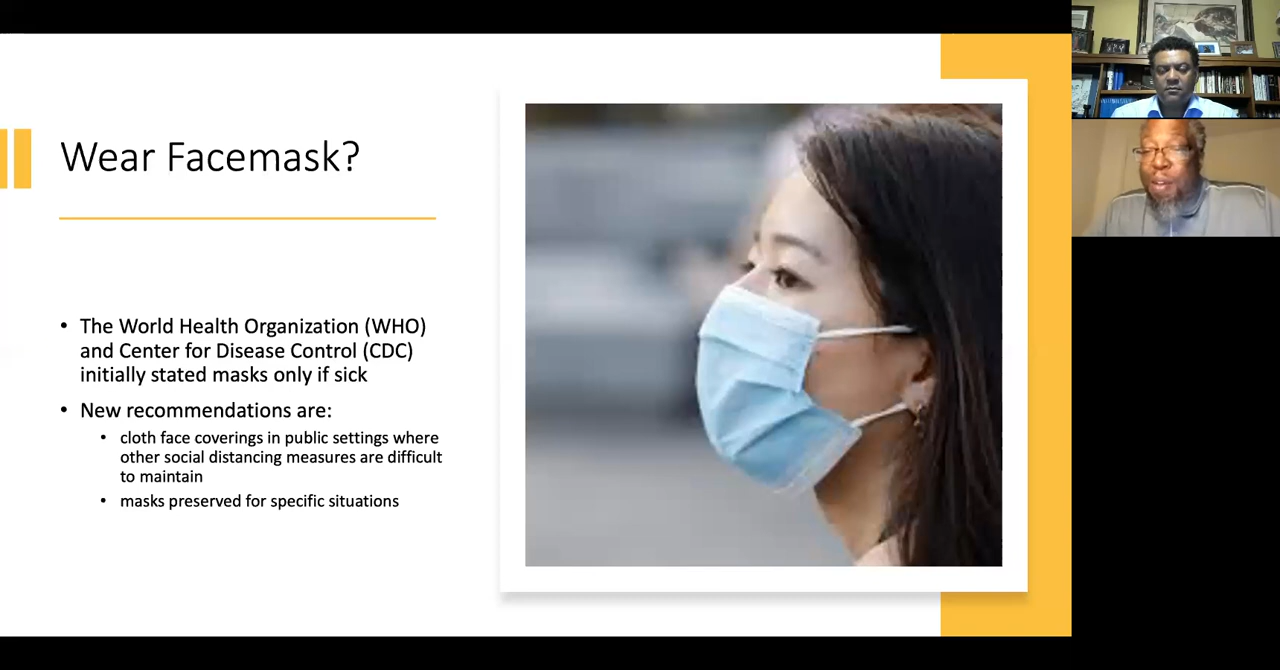 Wear Facemask?
• The World Health Organization (WHO)
and Center for Disease Control (CDC)
initially stated masks only if sick
• New recommendations are:
• cloth face coverings in public settings where
other social distancing measures are difficult
to maintain
• masks preserved for specific situations